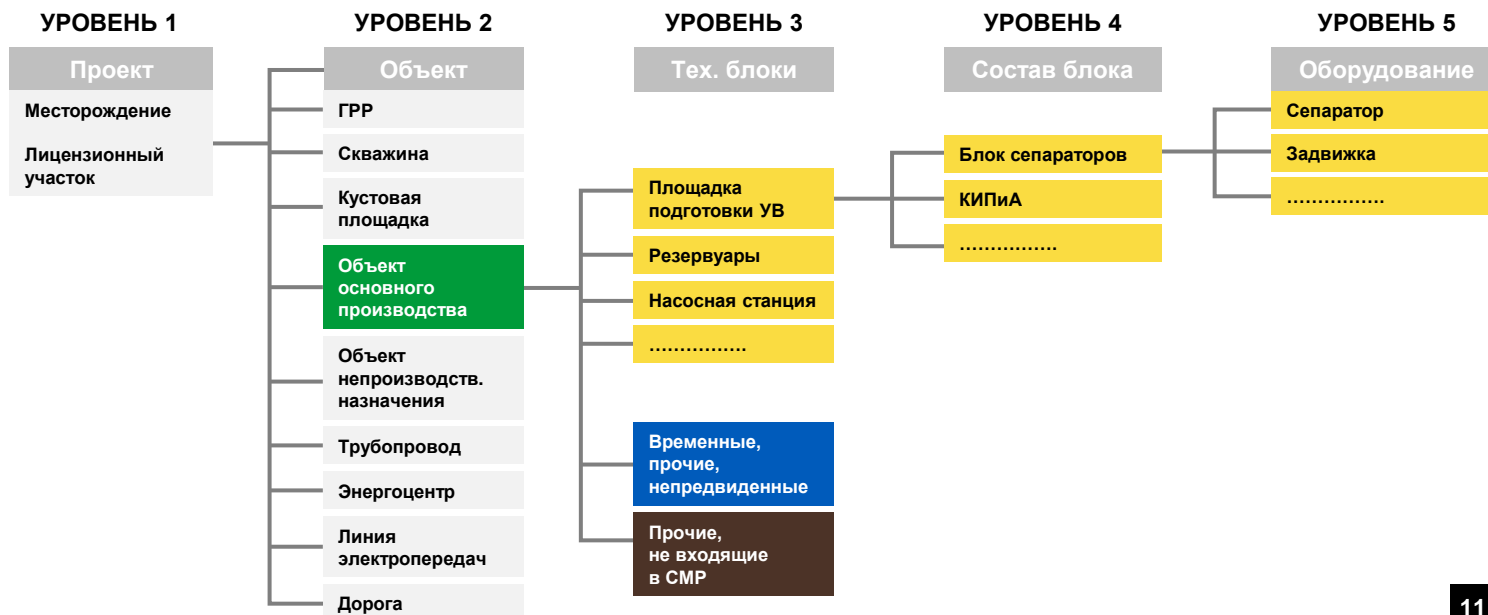 УРОВЕНЬ 1
Проект
Месторождение
Лицензионный
участок
УРОВЕНЬ 2
Объект
ГРР
Скважина
Кустовая
площадка
Объект
основного
производства
Объект
непроизводств.
назначения
Трубопровод
Энергоцентр
Линия
электропередач
Дорога
УРОВЕНЬ 3
Тех. блоки
Площадка
подготовки УВ
Резервуары
Насосная станция
…………….
Временные,
прочие,
непредвиденные
Прочие,
не входящие
в СМР
УРОВЕНЬ 4
Состав блока
Блок сепараторов
КИПиА
…………….
УРОВЕНЬ 5
Оборудование
Сепаратор
Задвижка
…………….
11